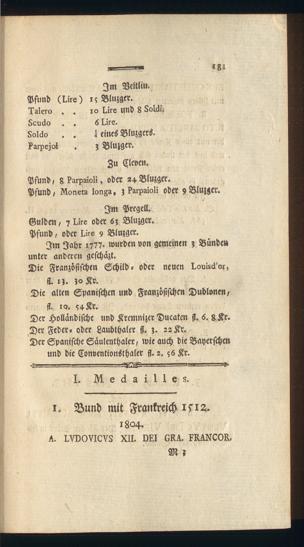 181
Im Veltlin.
Pfund (Lire) 15 Bluzger.
Talero . . 10 Lire und 8 Soldi.
Scudo . . 6 Lire.
Soldo . . eines Bluzgers.
Parpejol . 3 Bluzger.
Zu Cleven.
Pfund, 8 Parpaioli, oder 24 Bluzger.
Pfund, Moneta longa, 3 Parpaioli oder 9 Bluzger.
Im Pregell.
Gulden, 7 Lire oder 63 Bluzger.
Pfund, oder Lire 9 Bluzger.
Im Jahr 1777. wurden von gemeinen 3 Bünden
unter anderen geschäzt.
Die Französischen Schild- oder neuen Louisd'or,
fl. 13. 30 Kr.
Die alten Spanischen und Französischen Dublonen,
fl. 10. 54 Kr.
Der Holländische und Kremnizer Ducaten fl. 6. 8 Kr.
Der Feder- oder Laubthaler fl. 3. 22 Kr.
Der Spanische Säulenthaler, wie auch die Bayerschen
und die Conventionsthaler fl. 2. 56 Kr.
I. Medailles.
1. Bund mit Frankreich 1512.
1804.
A. LVDOVICVS XII. DEI GRA. FRANCOR.
M 3